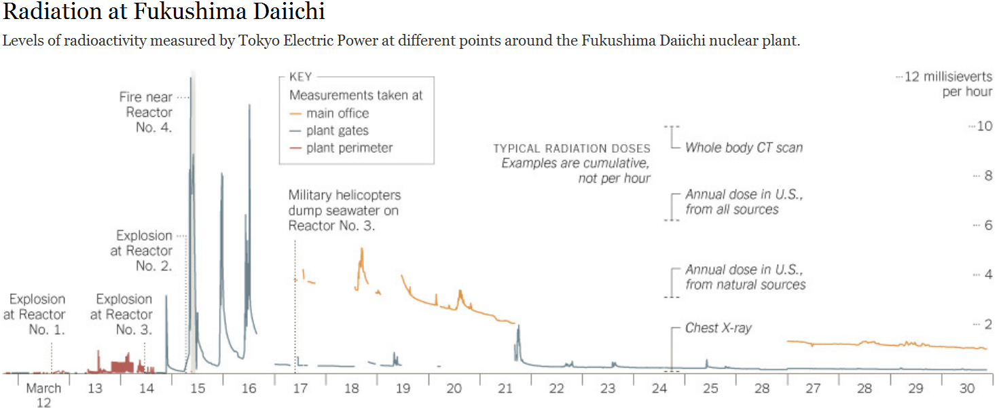 Radiation at Fukushima Daiichi
Levels of radioactivity measured by Tokyo Electric Power at different points around the Fukushima Daiichi nuclear plant.
KEY
Measurements taken at
main office
plant gates
plant perimeter
12 millisieverts
per hour
10
8
6
4
2
Fire near
Reactor
No. 4.
Explosion
at Reactor
No. 2.
Explosion
at Reactor
No. 1.
Explosion
at Reactor
No. 3.
Military helicopters
dump seawater on
Reactor No. 3.
TYPICAL RADIATION DOSES
Examples are cumulative,
not per hour
Whole body CT scan
Annual dose in U.S.,
from all sources
Annual dose in U.S.,
from natural sources
Chest X-ray
March
12
13
14
15
16
17
18
19
20
21
22
23
24
25
28
27
28
29
30